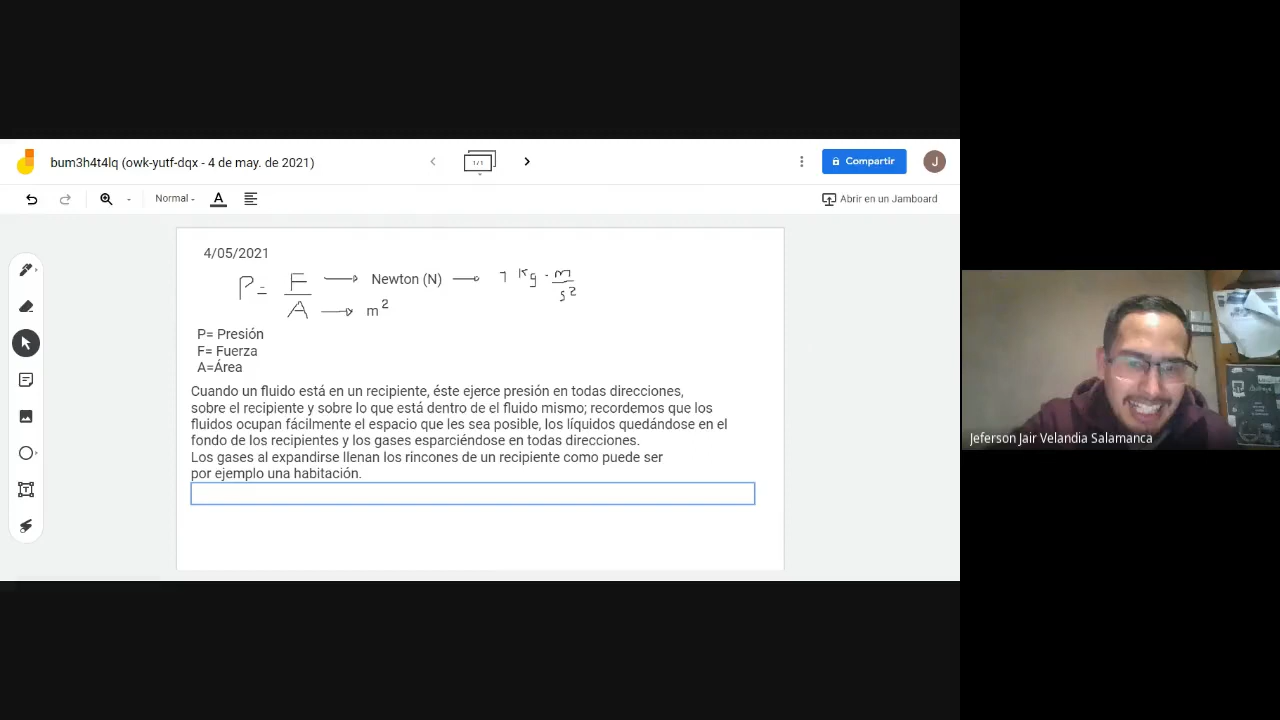 bum3h4t4lq (owk-yutf-dqx - 4 de may. de 2021)
1/1
Compartir
J
Normal
A
Abrir en un Jamboard
4/05/2021
P= F/A → Newton (N) → 1 Kg · m/s²
→ m²
P= Presión
F= Fuerza
A=Área
Cuando un fluido está en un recipiente, éste ejerce presión en todas direcciones,
sobre el recipiente y sobre lo que está dentro de el fluido mismo; recordemos que los
fluidos ocupan fácilmente el espacio que les sea posible, los líquidos quedándose en el
fondo de los recipientes y los gases esparciéndose en todas direcciones.
Los gases al expandirse llenan los rincones de un recipiente como puede ser
por ejemplo una habitación.
Jeferson Jair Velandia Salamanca